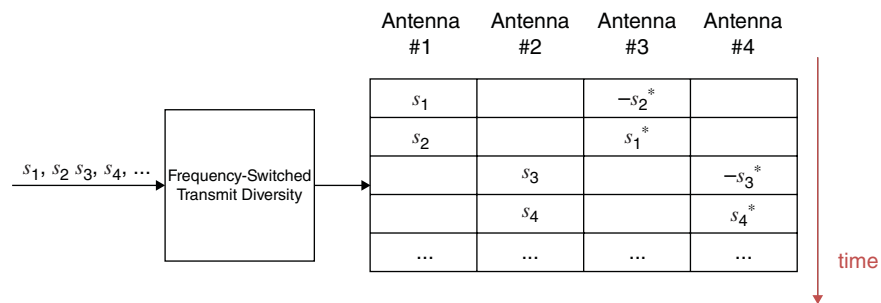 Antenna #1 Antenna #2 Antenna #3 Antenna #4
s₁, s₂ s₃, s₄, ...
Frequency-Switched
Transmit Diversity
s₁ –s₂*
s₂ s₁*
s₃ –s₃*
s₄ s₄*
... ... ... ...
time